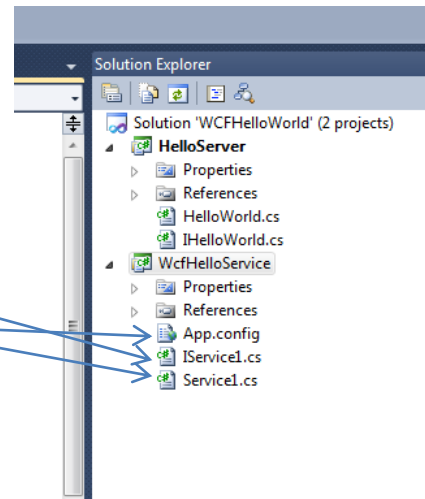 Solution Explorer
Solution 'WCFHelloWorld' (2 projects)
HelloServer
Properties
References
HelloWorld.cs
IHelloWorld.cs
WcfHelloService
Properties
References
App.config
IService1.cs
Service1.cs